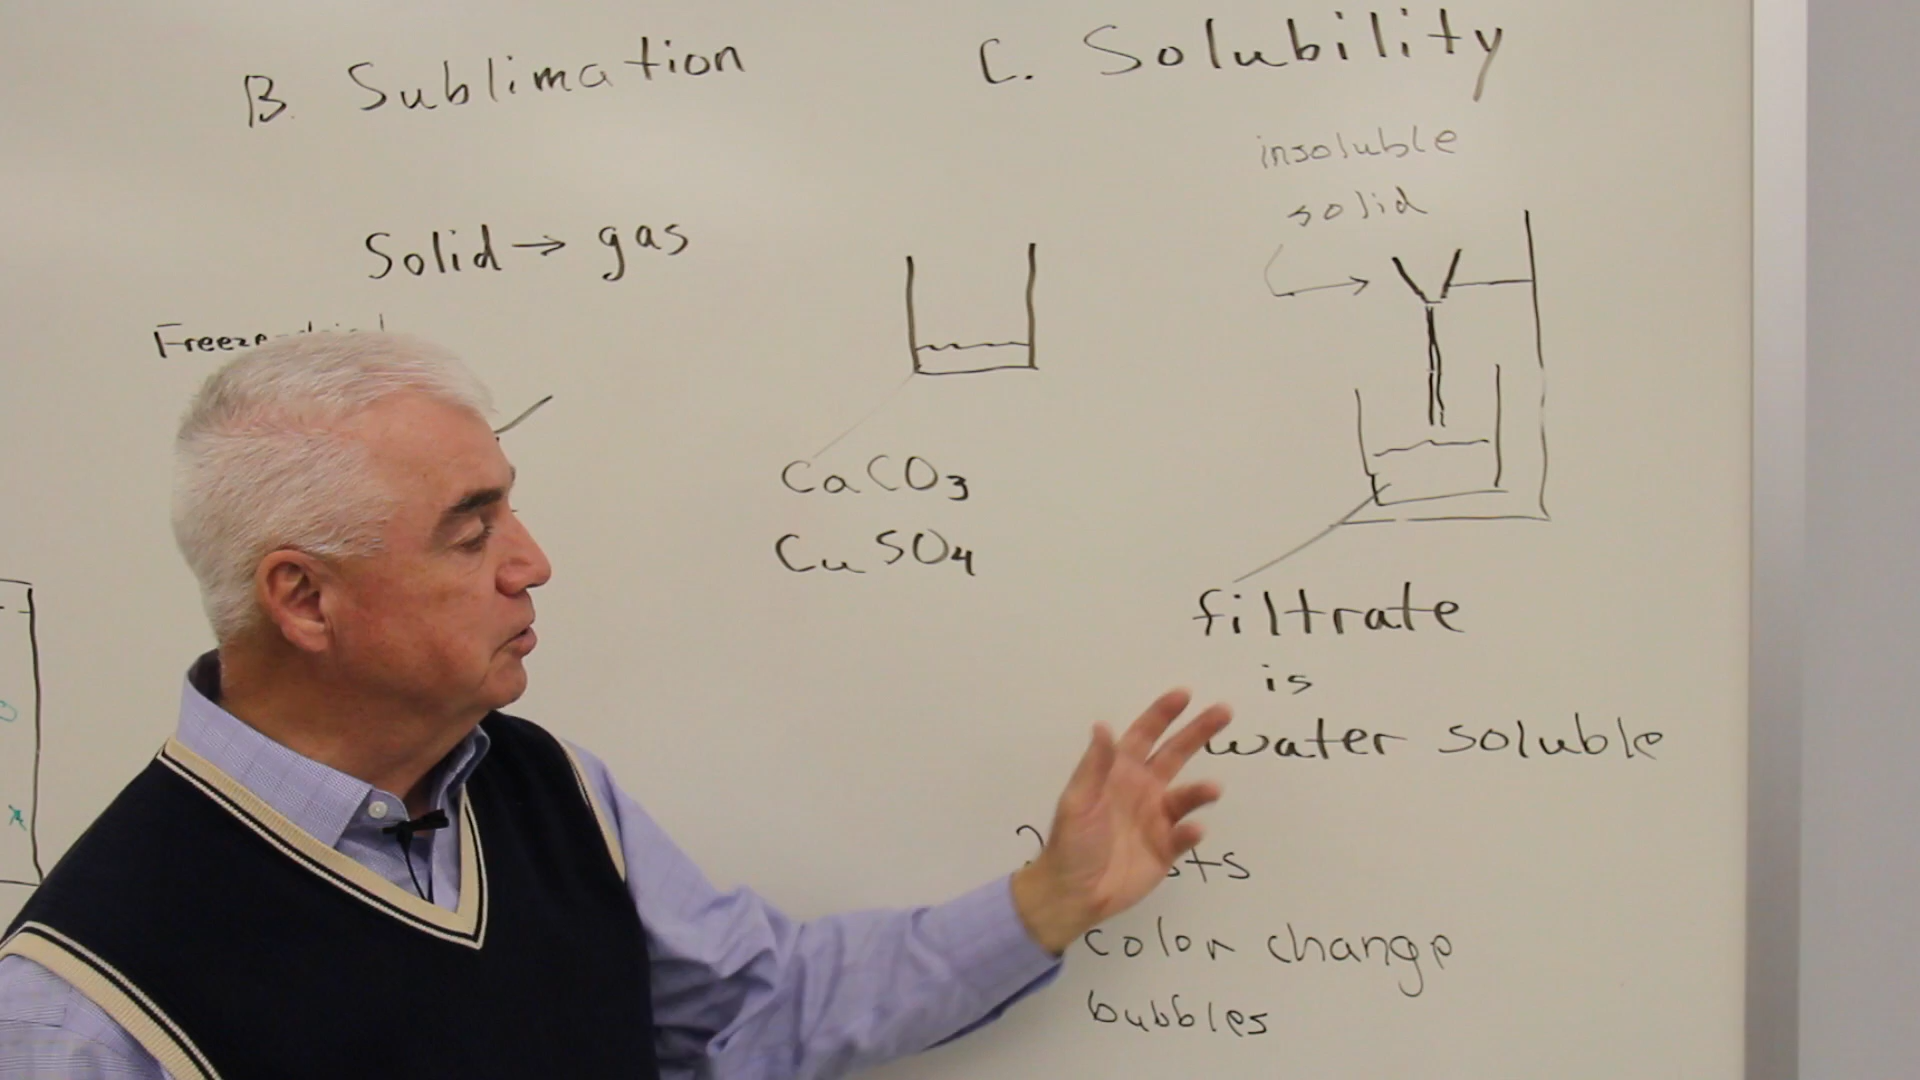 B. Sublimation
Solid → gas
C. Solubility
insoluble
solid
CaCO3
CuSO4
filtrate
is
water soluble
color change
bubbles